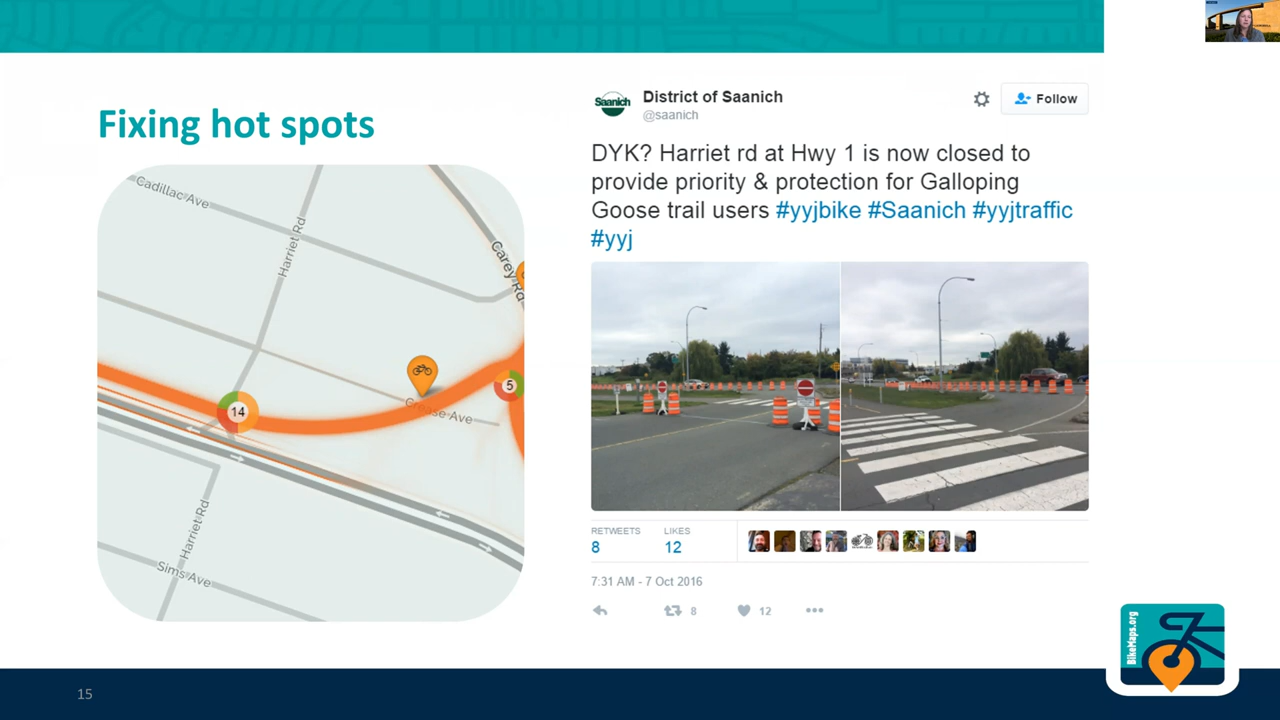 Fixing hot spots
Cadillac Ave
Harriet Rd
Carey Rd
14
5
Crease Ave
Harriet Rd
Sims Ave
Saanich
District of Saanich
@saanich
Follow
DYK? Harriet rd at Hwy 1 is now closed to
provide priority & protection for Galloping
Goose trail users #yyjbike #Saanich #yyjtraffic
#yyj
RETWEETS
LIKES
8
12
7:31 AM - 7 Oct 2016
8
12
BikeMaps.org
15